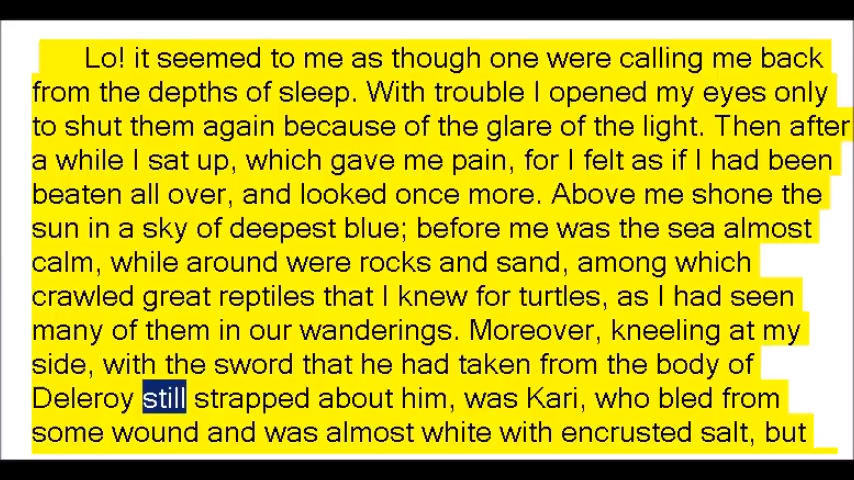 Lo! it seemed to me as though one were calling me back
from the depths of sleep. With trouble I opened my eyes only
to shut them again because of the glare of the light. Then after
a while I sat up, which gave me pain, for I felt as if I had been
beaten all over, and looked once more. Above me shone the
sun in a sky of deepest blue; before me was the sea almost
calm, while around were rocks and sand, among which
crawled great reptiles that I knew for turtles, as I had seen
many of them in our wanderings. Moreover, kneeling at my
side, with the sword that he had taken from the body of
Deleroy still strapped about him, was Kari, who bled from
some wound and was almost white with encrusted salt, but